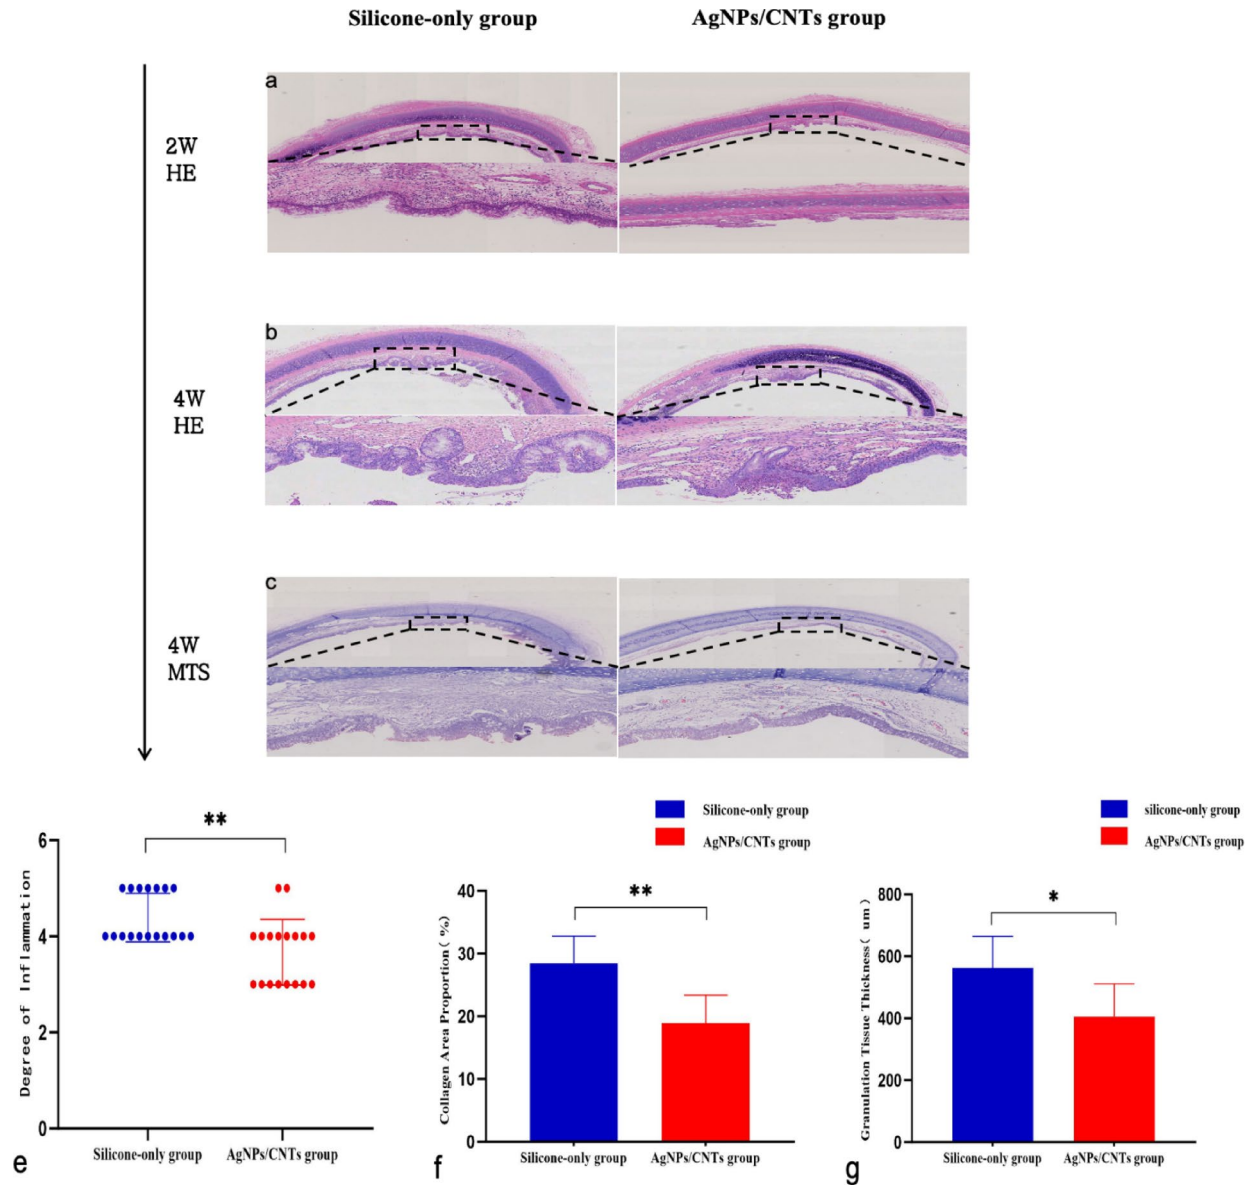 Silicone-only group
AgNPs/CNTs group
a
2W
HE
b
4W
HE
c
4W
MTS
Silicone-only group
AgNPs/CNTs group
silicone-only group
AgNPs/CNTs group
**
6
4
2
0
Degree of Inflammation
Silicone-only group
AgNPs/CNTs group
e
**
40
30
20
10
0
Collagen Area Proportion( %)
Silicone-only group
AgNPs/CNTs group
f
*
800
600
400
200
0
Granulation Tissue Thickness( um)
Silicone-only group
AgNPs/CNTs group
g